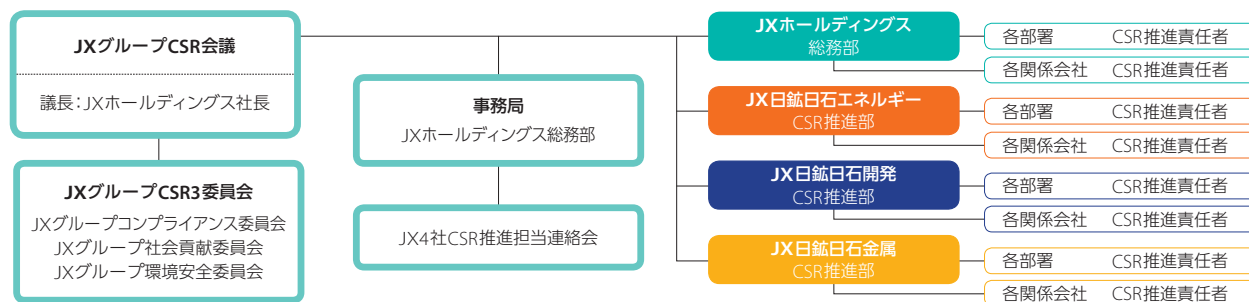 JXグループCSR会議
議長：JXホールディングス社長
JXグループCSR3委員会
JXグループコンプライアンス委員会
JXグループ社会貢献委員会
JXグループ環境安全委員会
事務局
JXホールディングス総務部
JX4社CSR推進担当連絡会
JXホールディングス
総務部
各部署 CSR推進責任者
各関係会社 CSR推進責任者
JX日鉱日石エネルギー
CSR推進部
各部署 CSR推進責任者
各関係会社 CSR推進責任者
JX日鉱日石開発
CSR推進部
各部署 CSR推進責任者
各関係会社 CSR推進責任者
JX日鉱日石金属
CSR推進部
各部署 CSR推進責任者
各関係会社 CSR推進責任者